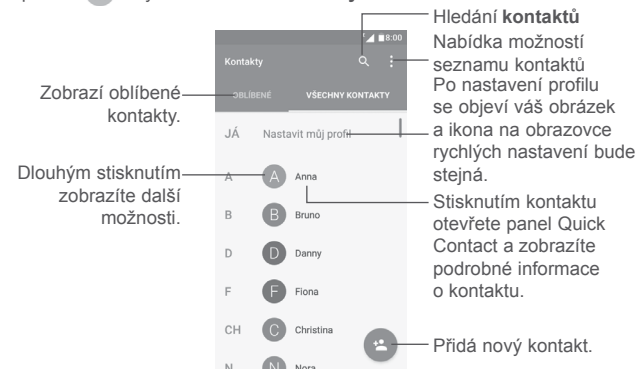 Hledání kontaktů
Nabídka možností
seznamu kontaktů
Po nastavení profilu
se objeví váš obrázek
a ikona na obrazovce
rychlých nastavení bude
stejná.
Stisknutím kontaktu
otevřete panel Quick
Contact a zobrazíte
podrobné informace
o kontaktu.
Přidá nový kontakt.
Zobrazí oblíbené
kontakty.
Dlouhým stisknutím
zobrazíte další
možnosti.
8:00
Kontakty
OBLÍBENÉ VŠECHNY KONTAKTY
JÁ Nastavit můj profil
A A Anna
B B Bruno
D D Danny
F F Fiona
CH C Christina
N N Nora